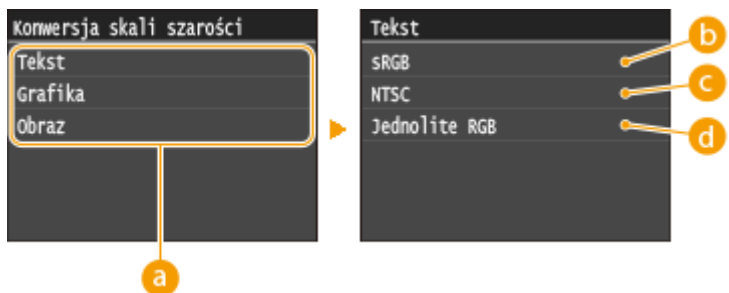 Konwersja skali szarości
Tekst
Grafika
Obraz
a
Tekst
sRGB
NTSC
Jednolite RGB
b
c
d